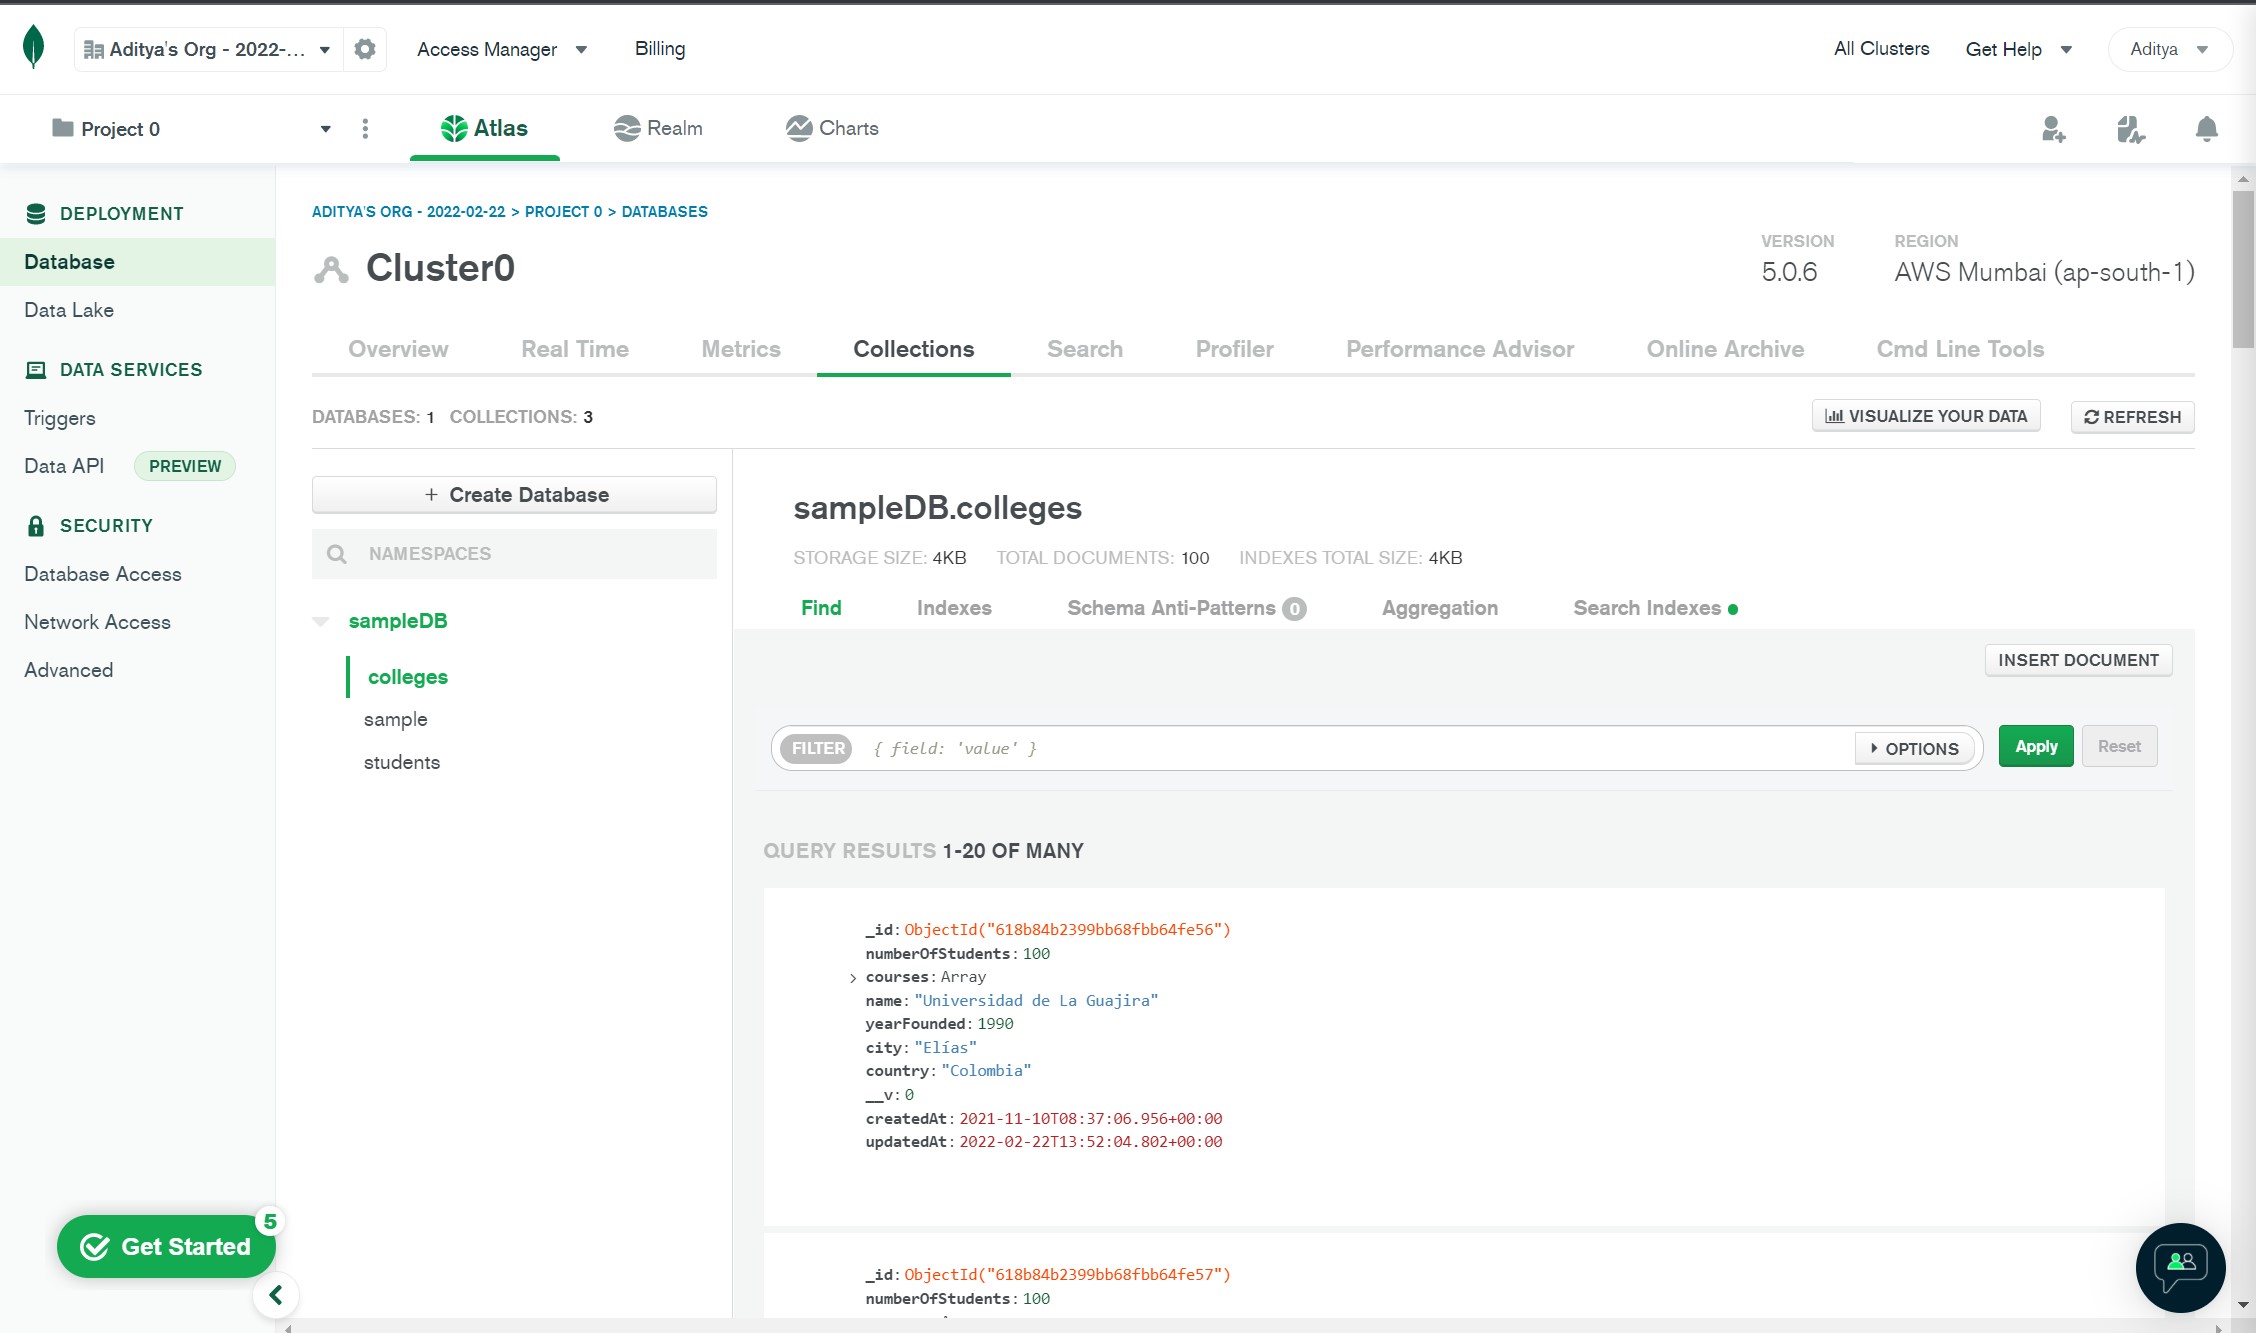 Aditya's Org - 2022-... Access Manager Billing All Clusters Get Help Aditya
Project 0 Atlas Realm Charts
DEPLOYMENT
Database
Data Lake
DATA SERVICES
Triggers
Data API PREVIEW
SECURITY
Database Access
Network Access
Advanced
Get Started 5
ADITYA'S ORG - 2022-02-22 > PROJECT 0 > DATABASES
Cluster0
VERSION REGION
5.0.6 AWS Mumbai (ap-south-1)
Overview Real Time Metrics Collections Search Profiler Performance Advisor Online Archive Cmd Line Tools
DATABASES: 1 COLLECTIONS: 3 VISUALIZE YOUR DATA REFRESH
+ Create Database
NAMESPACES
sampleDB
colleges
sample
students
sampleDB.colleges
STORAGE SIZE: 4KB TOTAL DOCUMENTS: 100 INDEXES TOTAL SIZE: 4KB
Find Indexes Schema Anti-Patterns 0 Aggregation Search Indexes
INSERT DOCUMENT
FILTER { field: 'value' } OPTIONS Apply Reset
QUERY RESULTS 1-20 OF MANY
_id: ObjectId("618b84b2399bb68fbb64fe56")
numberOfStudents: 100
courses: Array
name: "Universidad de La Guajira"
yearFounded: 1990
city: "Elías"
country: "Colombia"
__v: 0
createdAt: 2021-11-10T08:37:06.956+00:00
updatedAt: 2022-02-22T13:52:04.802+00:00
_id: ObjectId("618b84b2399bb68fbb64fe57")
numberOfStudents: 100